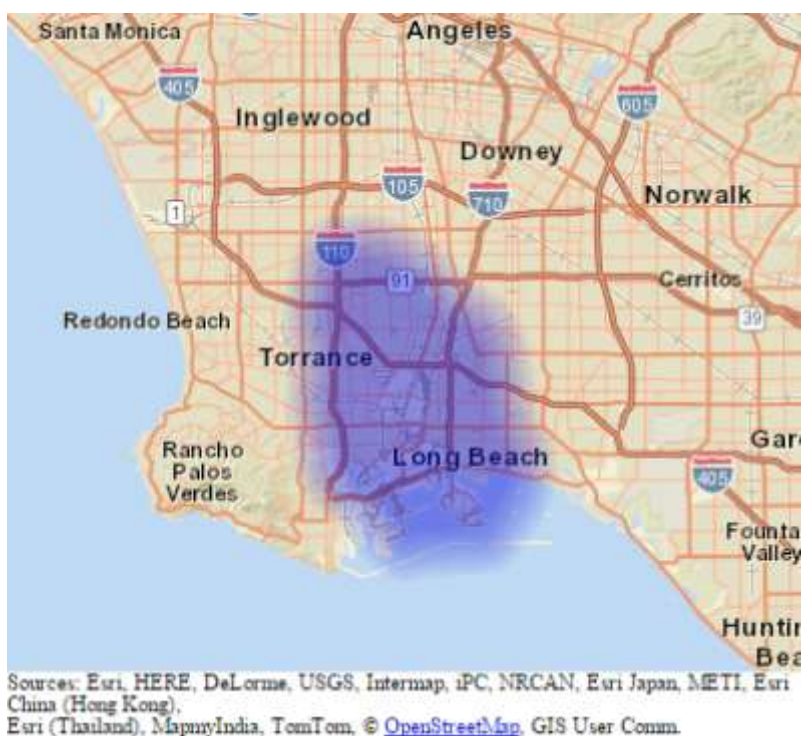 Santa Monica
Angeles
405
605
Inglewood
Downey
105
710
Norwalk
1
110
91
Cerritos
39
Redondo Beach
Torrance
Rancho
Palos
Verdes
Long Beach
Gar
405
Founta
Valley
Huntin
Bea
Sources: Esri, HERE, DeLorme, USGS, Intermap, iPC, NRCAN, Esri Japan, METI, Esri
China (Hong Kong),
Esri (Thailand), MapmyIndia, TomTom, © OpenStreetMap, GIS User Comm.